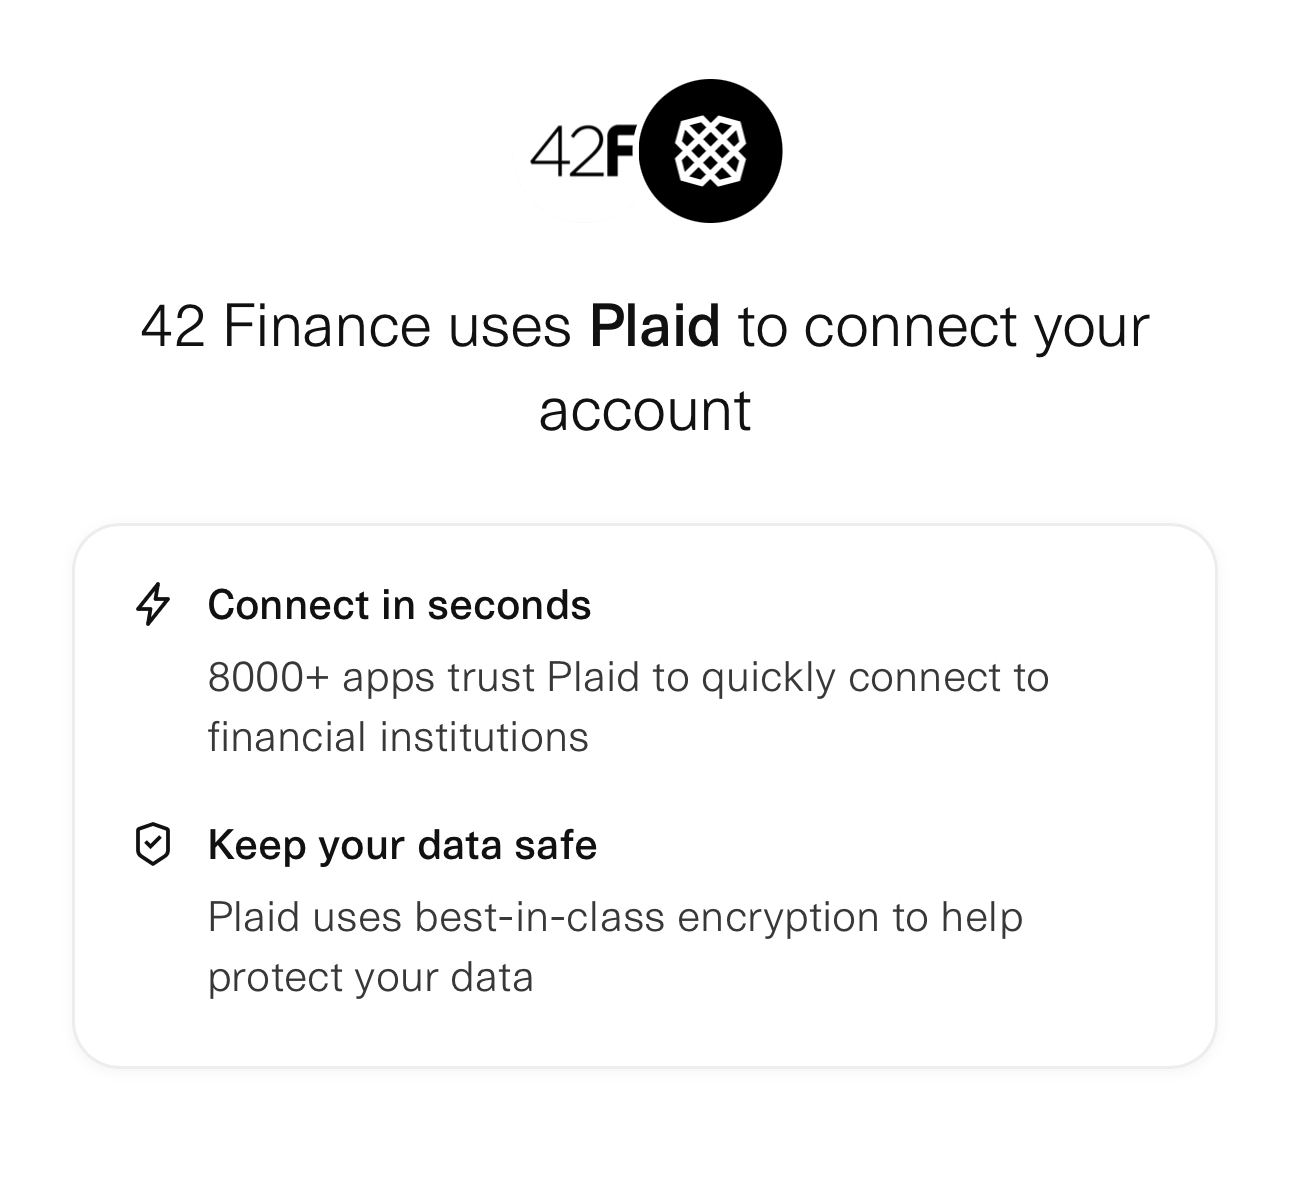 42F
42 Finance uses Plaid to connect your
account
Connect in seconds
8000+ apps trust Plaid to quickly connect to
financial institutions
Keep your data safe
Plaid uses best-in-class encryption to help
protect your data